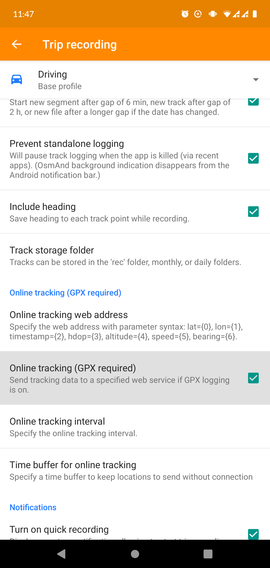 11:47
Trip recording
Driving
Base profile
Start new segment after gap of 6 min, new track after gap of
2 h, or new file after a longer gap if the date has changed.
Prevent standalone logging
Will pause track logging when the app is killed (via recent
apps). (OsmAnd background indication disappears from the
Android notification bar.)
Include heading
Save heading to each track point while recording.
Track storage folder
Tracks can be stored in the 'rec' folder, monthly, or daily folders.
Online tracking (GPX required)
Online tracking web address
Specify the web address with parameter syntax: lat={0}, lon={1},
timestamp={2}, hdop={3}, altitude={4}, speed={5}, bearing={6}.
Online tracking (GPX required)
Send tracking data to a specified web service if GPX logging
is on.
Online tracking interval
Specify the online tracking interval.
Time buffer for online tracking
Specify a time buffer to keep locations to send without connection
Notifications
Turn on quick recording